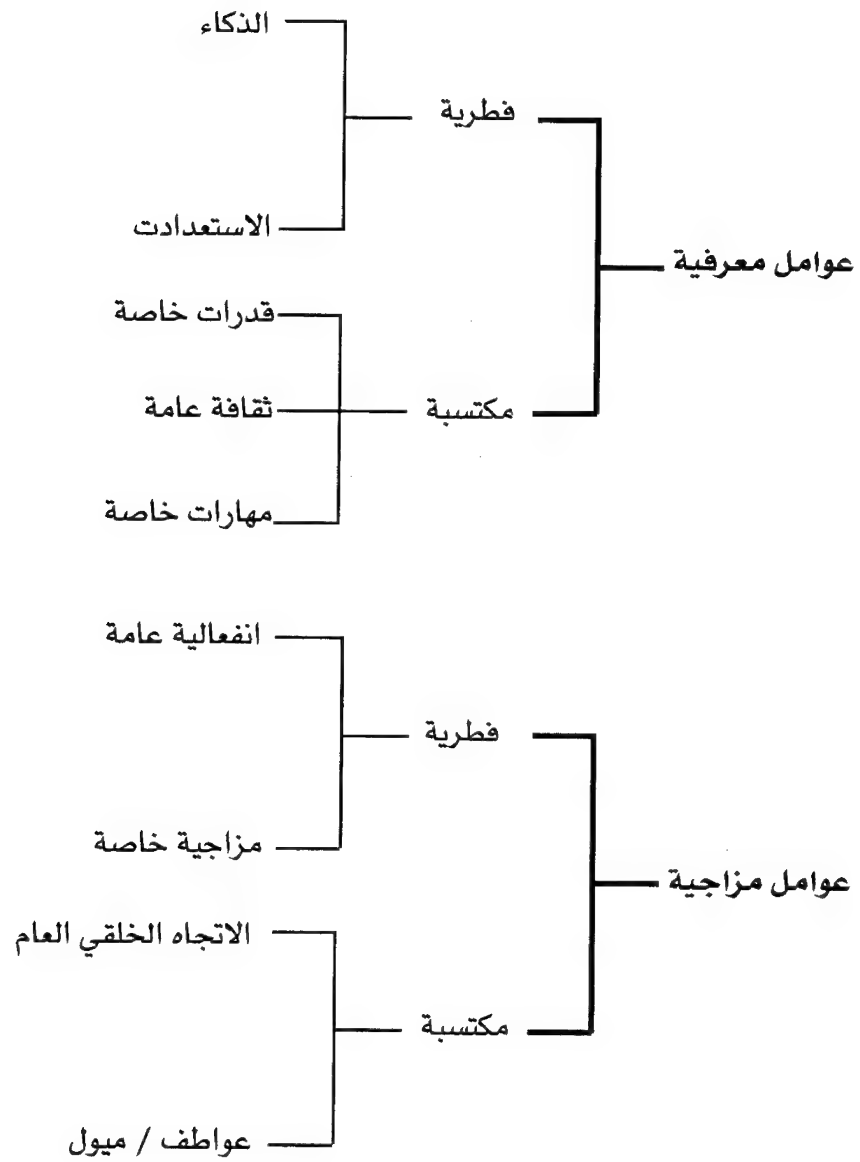 الذكاء
فطرية
الاستعدادت
عوامل معرفية
قدرات خاصة
ثقافة عامة
مكتسبة
مهارات خاصة
انفعالية عامة
فطرية
مزاجية خاصة
عوامل مزاجية
الاتجاه الخلقي العام
مكتسبة
عواطف / ميول